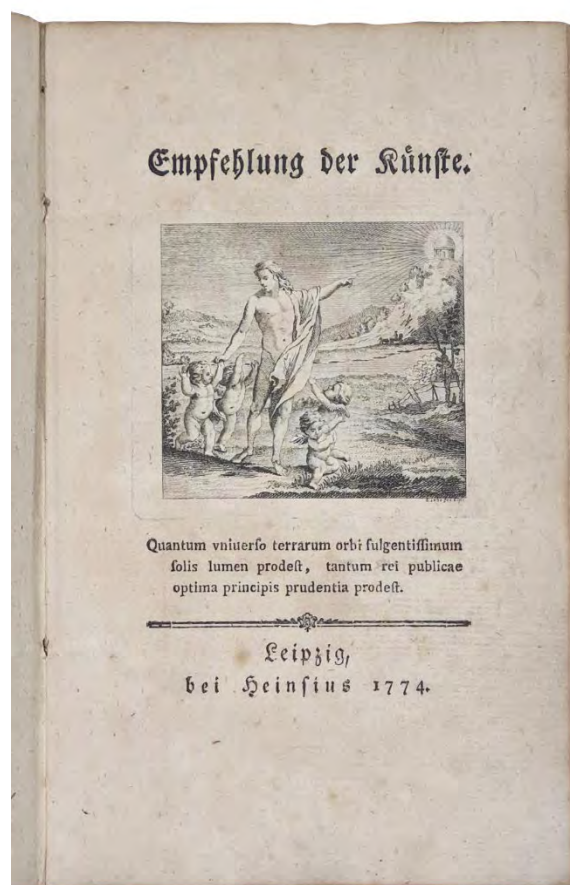 Empfehlung der Künſte.
Quantum vniuerſo terrarum orbi fulgentiſſimum
ſolis lumen prodeſt, tantum rei publicae
optima principis prudentia prodeſt.
Leipzig,
bei Heinſius 1774.